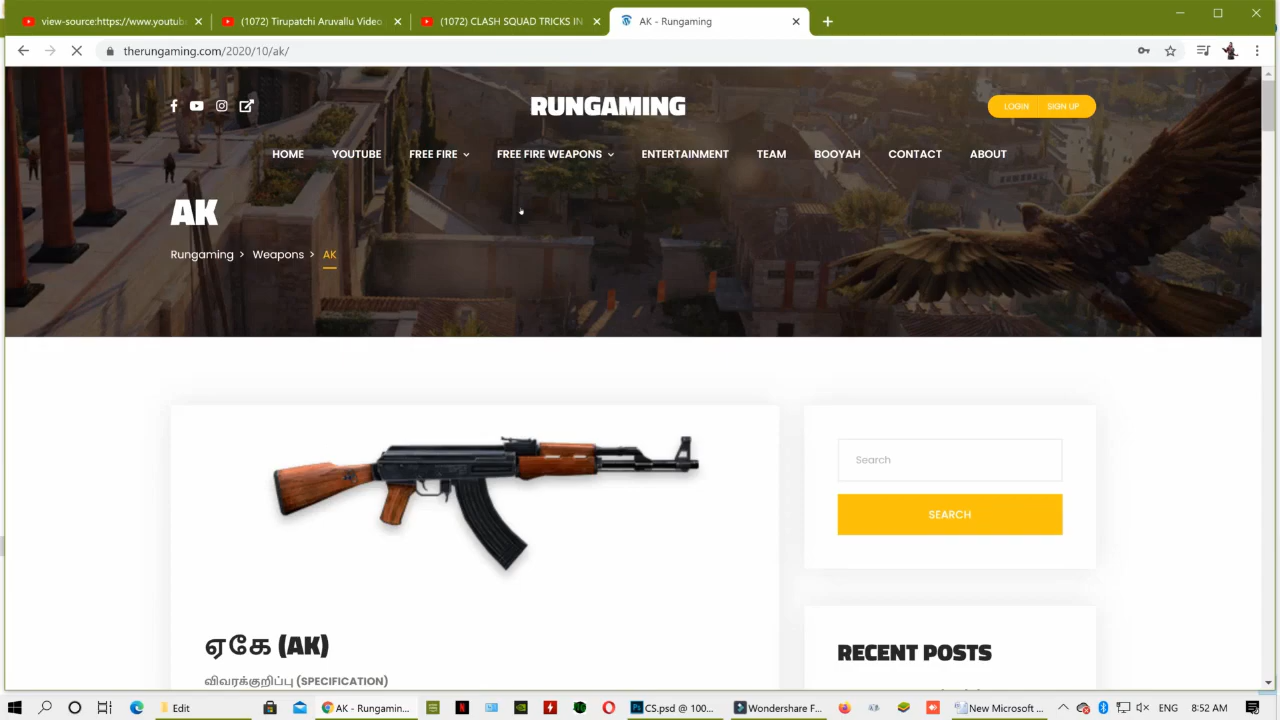 view-source:https://www.youtub
(1072) Tirupatchi Aruvallu Video
(1072) CLASH SQUAD TRICKS IN
AK - Rungaming
therungaming.com/2020/10/ak/
RUNGAMING
LOGIN SIGN UP
HOME YOUTUBE FREE FIRE FREE FIRE WEAPONS ENTERTAINMENT TEAM BOOYAH CONTACT ABOUT
AK
Rungaming > Weapons > AK
Search
SEARCH
ஏகே (AK)
விவரக்குறிப்பு (SPECIFICATION)
RECENT POSTS
Edit
AK - Rungamin...
CS.psd @ 100...
Wondershare F...
New Microsoft ...
ENG
8:52 AM